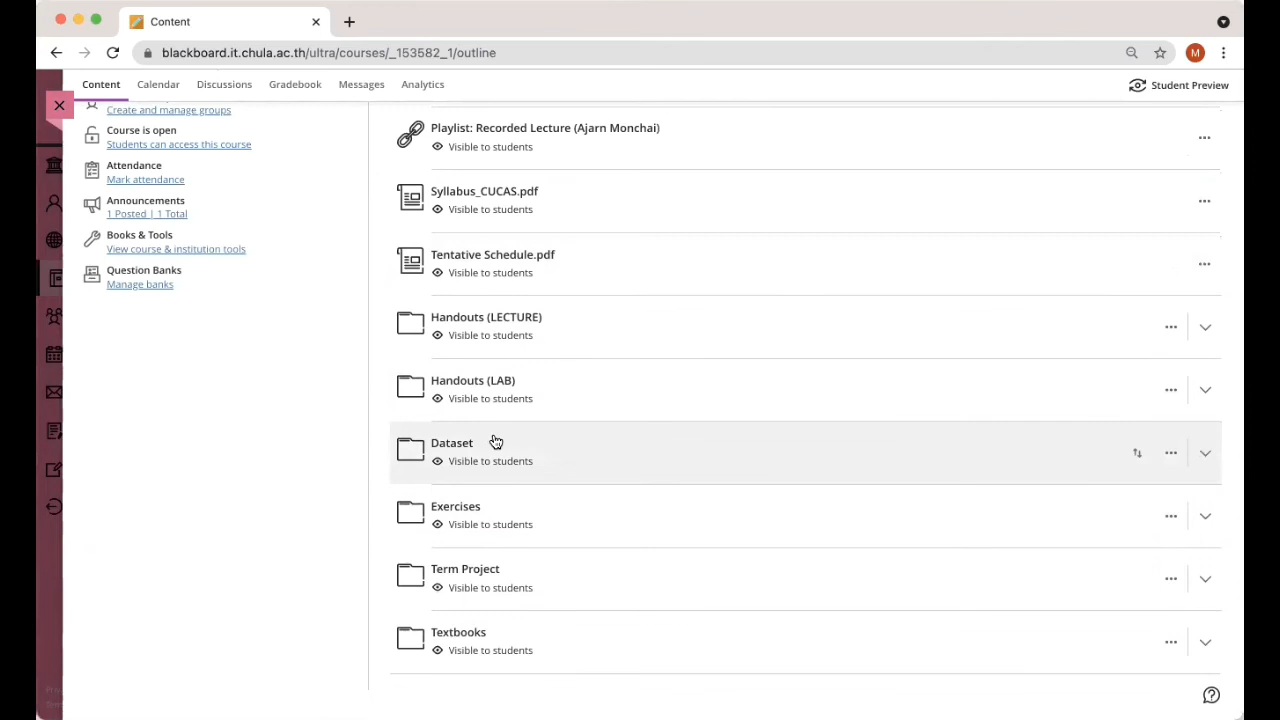 Content
blackboard.it.chula.ac.th/ultra/courses/_153582_1/outline
M
Content Calendar Discussions Gradebook Messages Analytics
Student Preview
Create and manage groups
Course is open
Students can access this course
Attendance
Mark attendance
Announcements
1 Posted | 1 Total
Books & Tools
View course & institution tools
Question Banks
Manage banks
Playlist: Recorded Lecture (Ajarn Monchai)
Visible to students
Syllabus_CUCAS.pdf
Visible to students
Tentative Schedule.pdf
Visible to students
Handouts (LECTURE)
Visible to students
Handouts (LAB)
Visible to students
Dataset
Visible to students
Exercises
Visible to students
Term Project
Visible to students
Textbooks
Visible to students